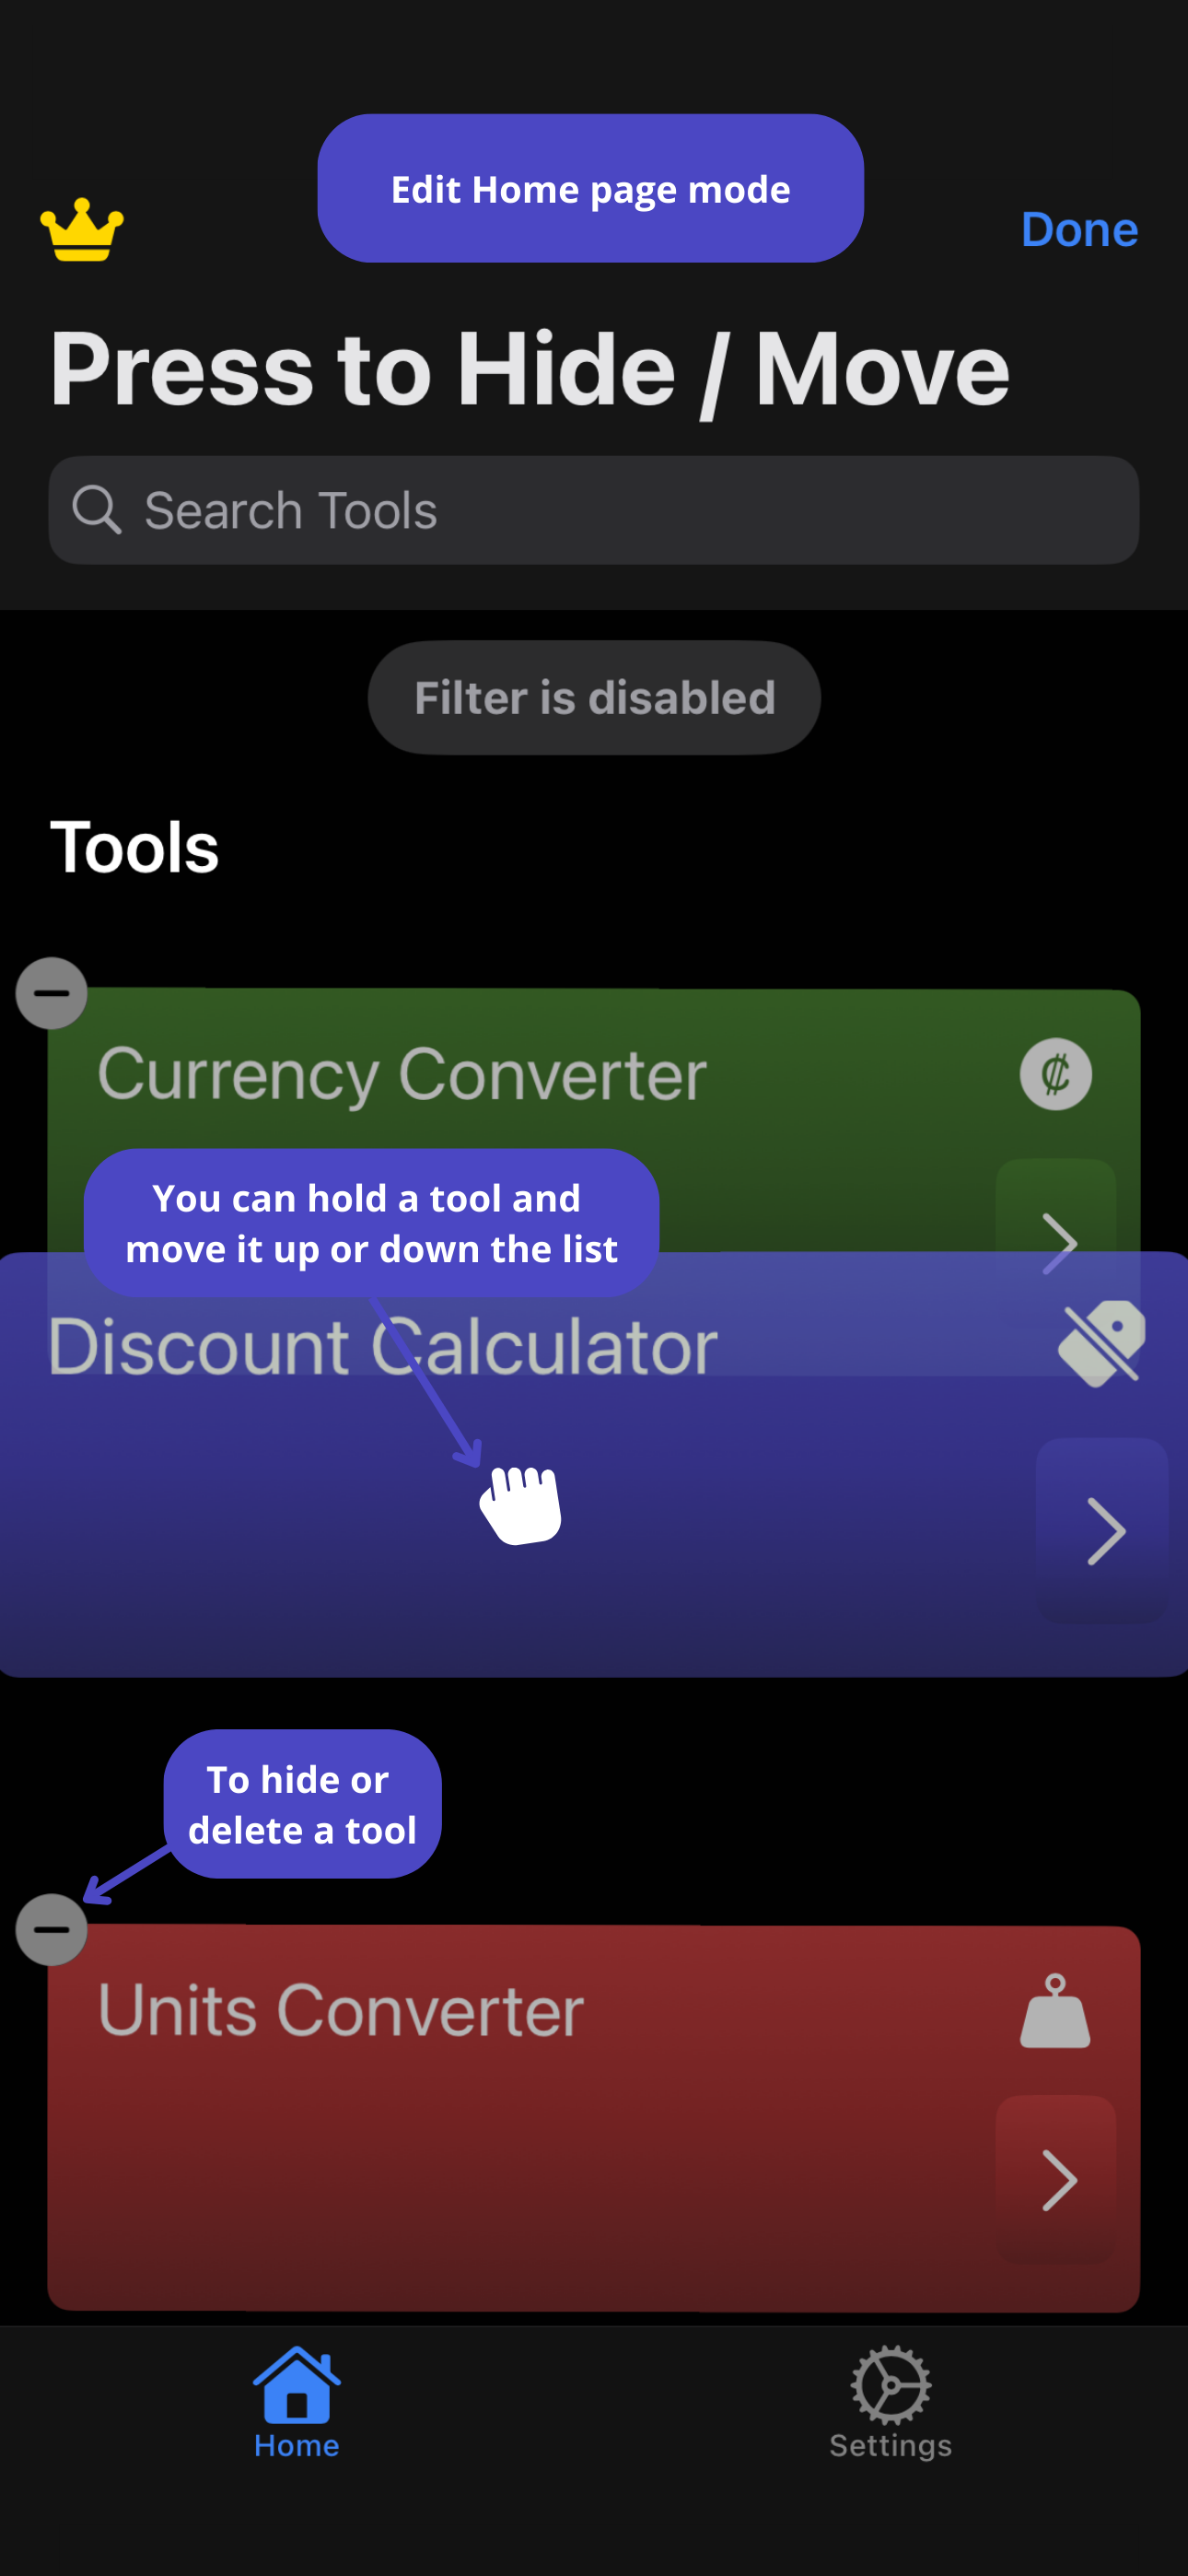 Edit Home page mode
Done
Press to Hide / Move
Search Tools
Filter is disabled
Tools
Currency Converter
You can hold a tool and
move it up or down the list
Discount Calculator
To hide or
delete a tool
Units Converter
Home
Settings